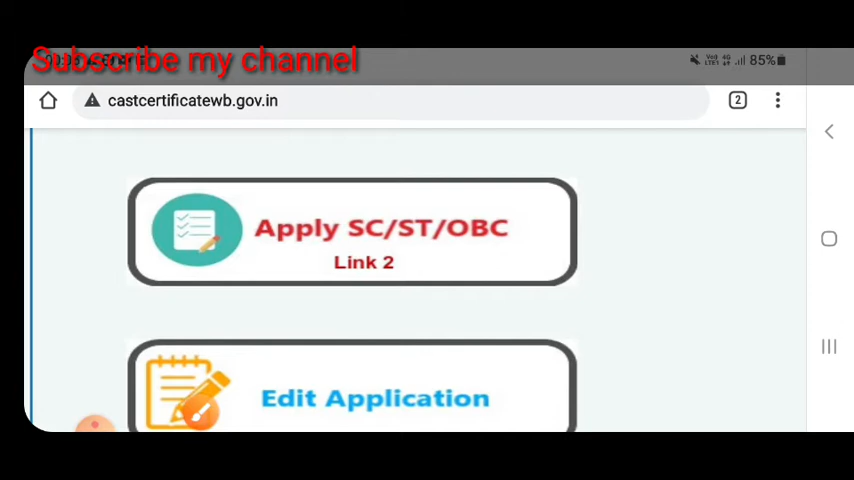 Subscribe my channel
85%
castcertificatewb.gov.in
2
Apply SC/ST/OBC
Link 2
Edit Application